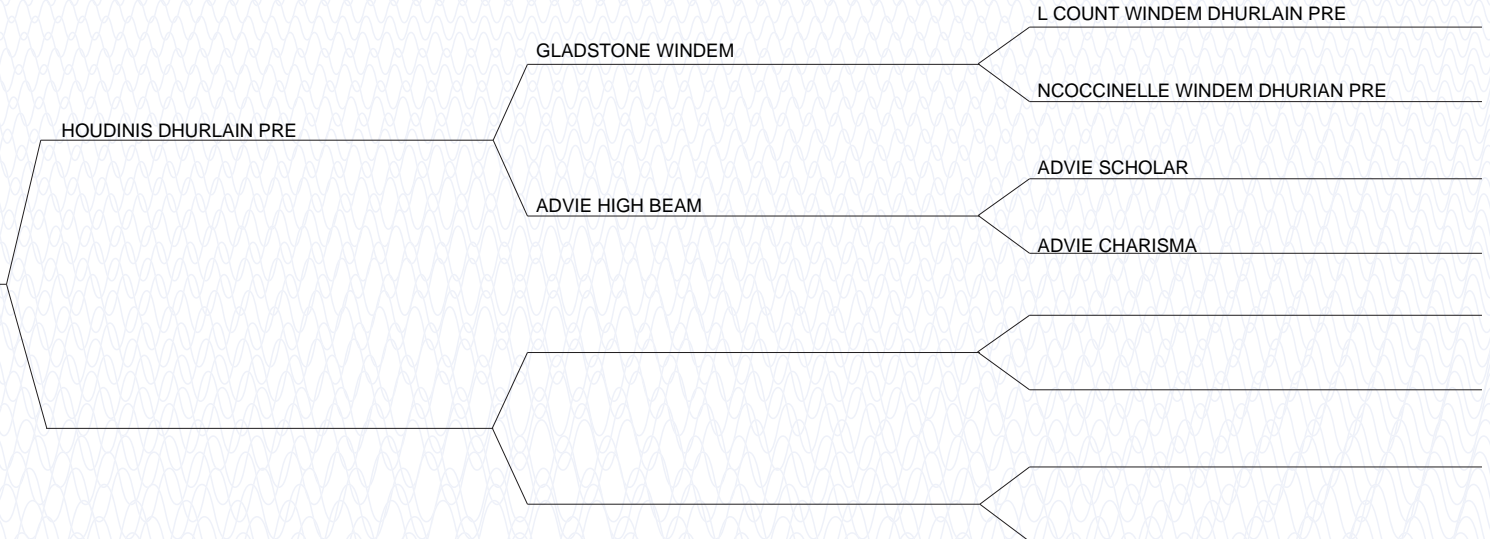 L COUNT WINDEM DHURLAIN PRE
GLADSTONE WINDEM
NCOCCINELLE WINDEM DHURIAN PRE
HOUDINIS DHURLAIN PRE
ADVIE SCHOLAR
ADVIE HIGH BEAM
ADVIE CHARISMA